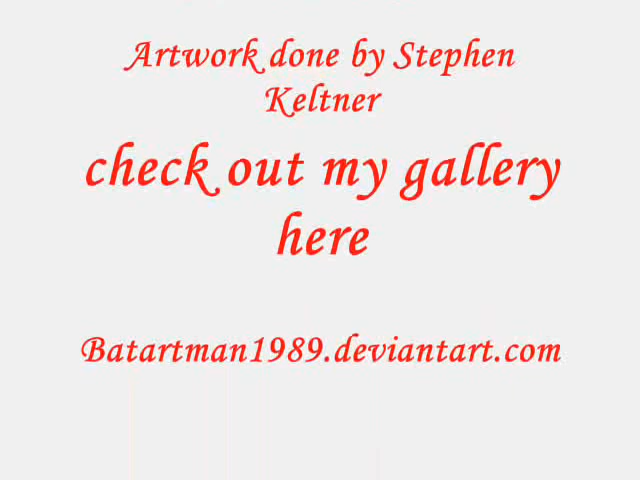 Artwork done by Stephen
Keltner
check out my gallery
here
Batartman1989.deviantart.com